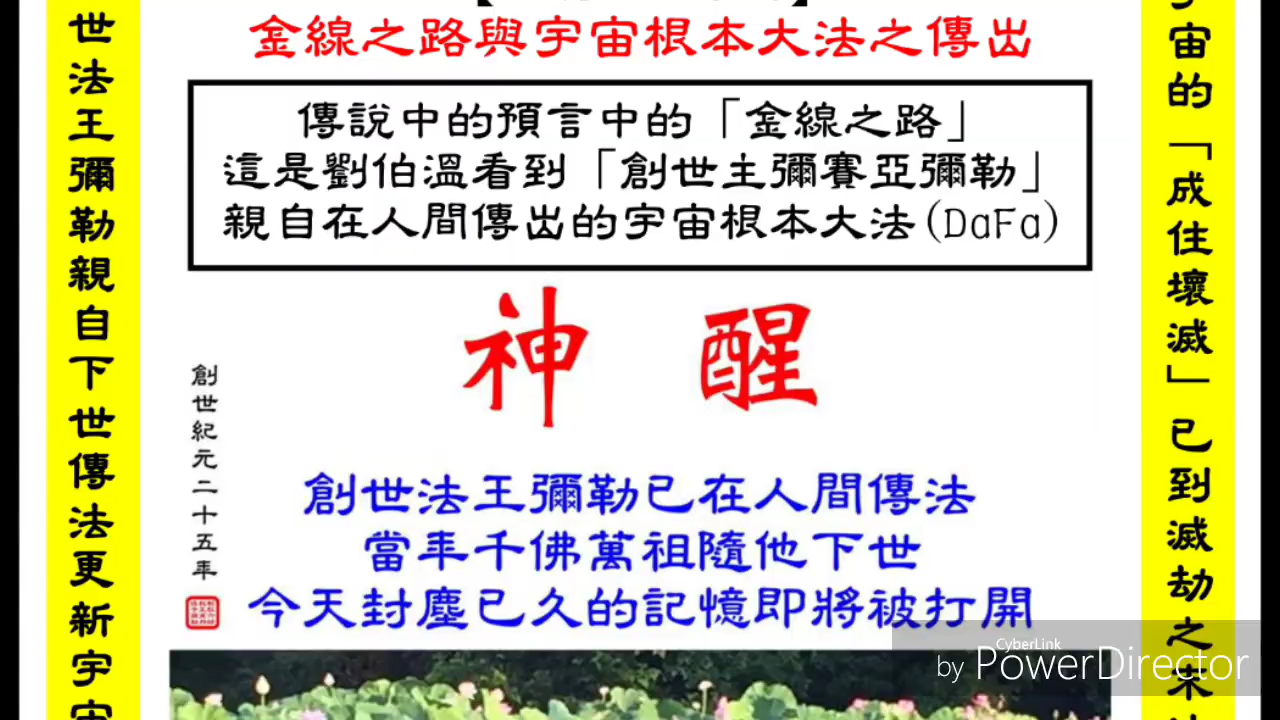 金線之路與宇宙根本大法之傳出
傳說中的預言中的「金線之路」
這是劉伯溫看到「創世主彌賽亞彌勒」
親自在人間傳出的宇宙根本大法(DaFa)
神 醒
創世紀元二十五年
創世法王彌勒已在人間傳法
當年千佛萬祖隨他下世
今天封塵已久的記憶即將被打開
宙的「成住壞滅」已到滅劫之末
世法王彌勒親自下世傳法更新宇
CyberLink
by PowerDirector